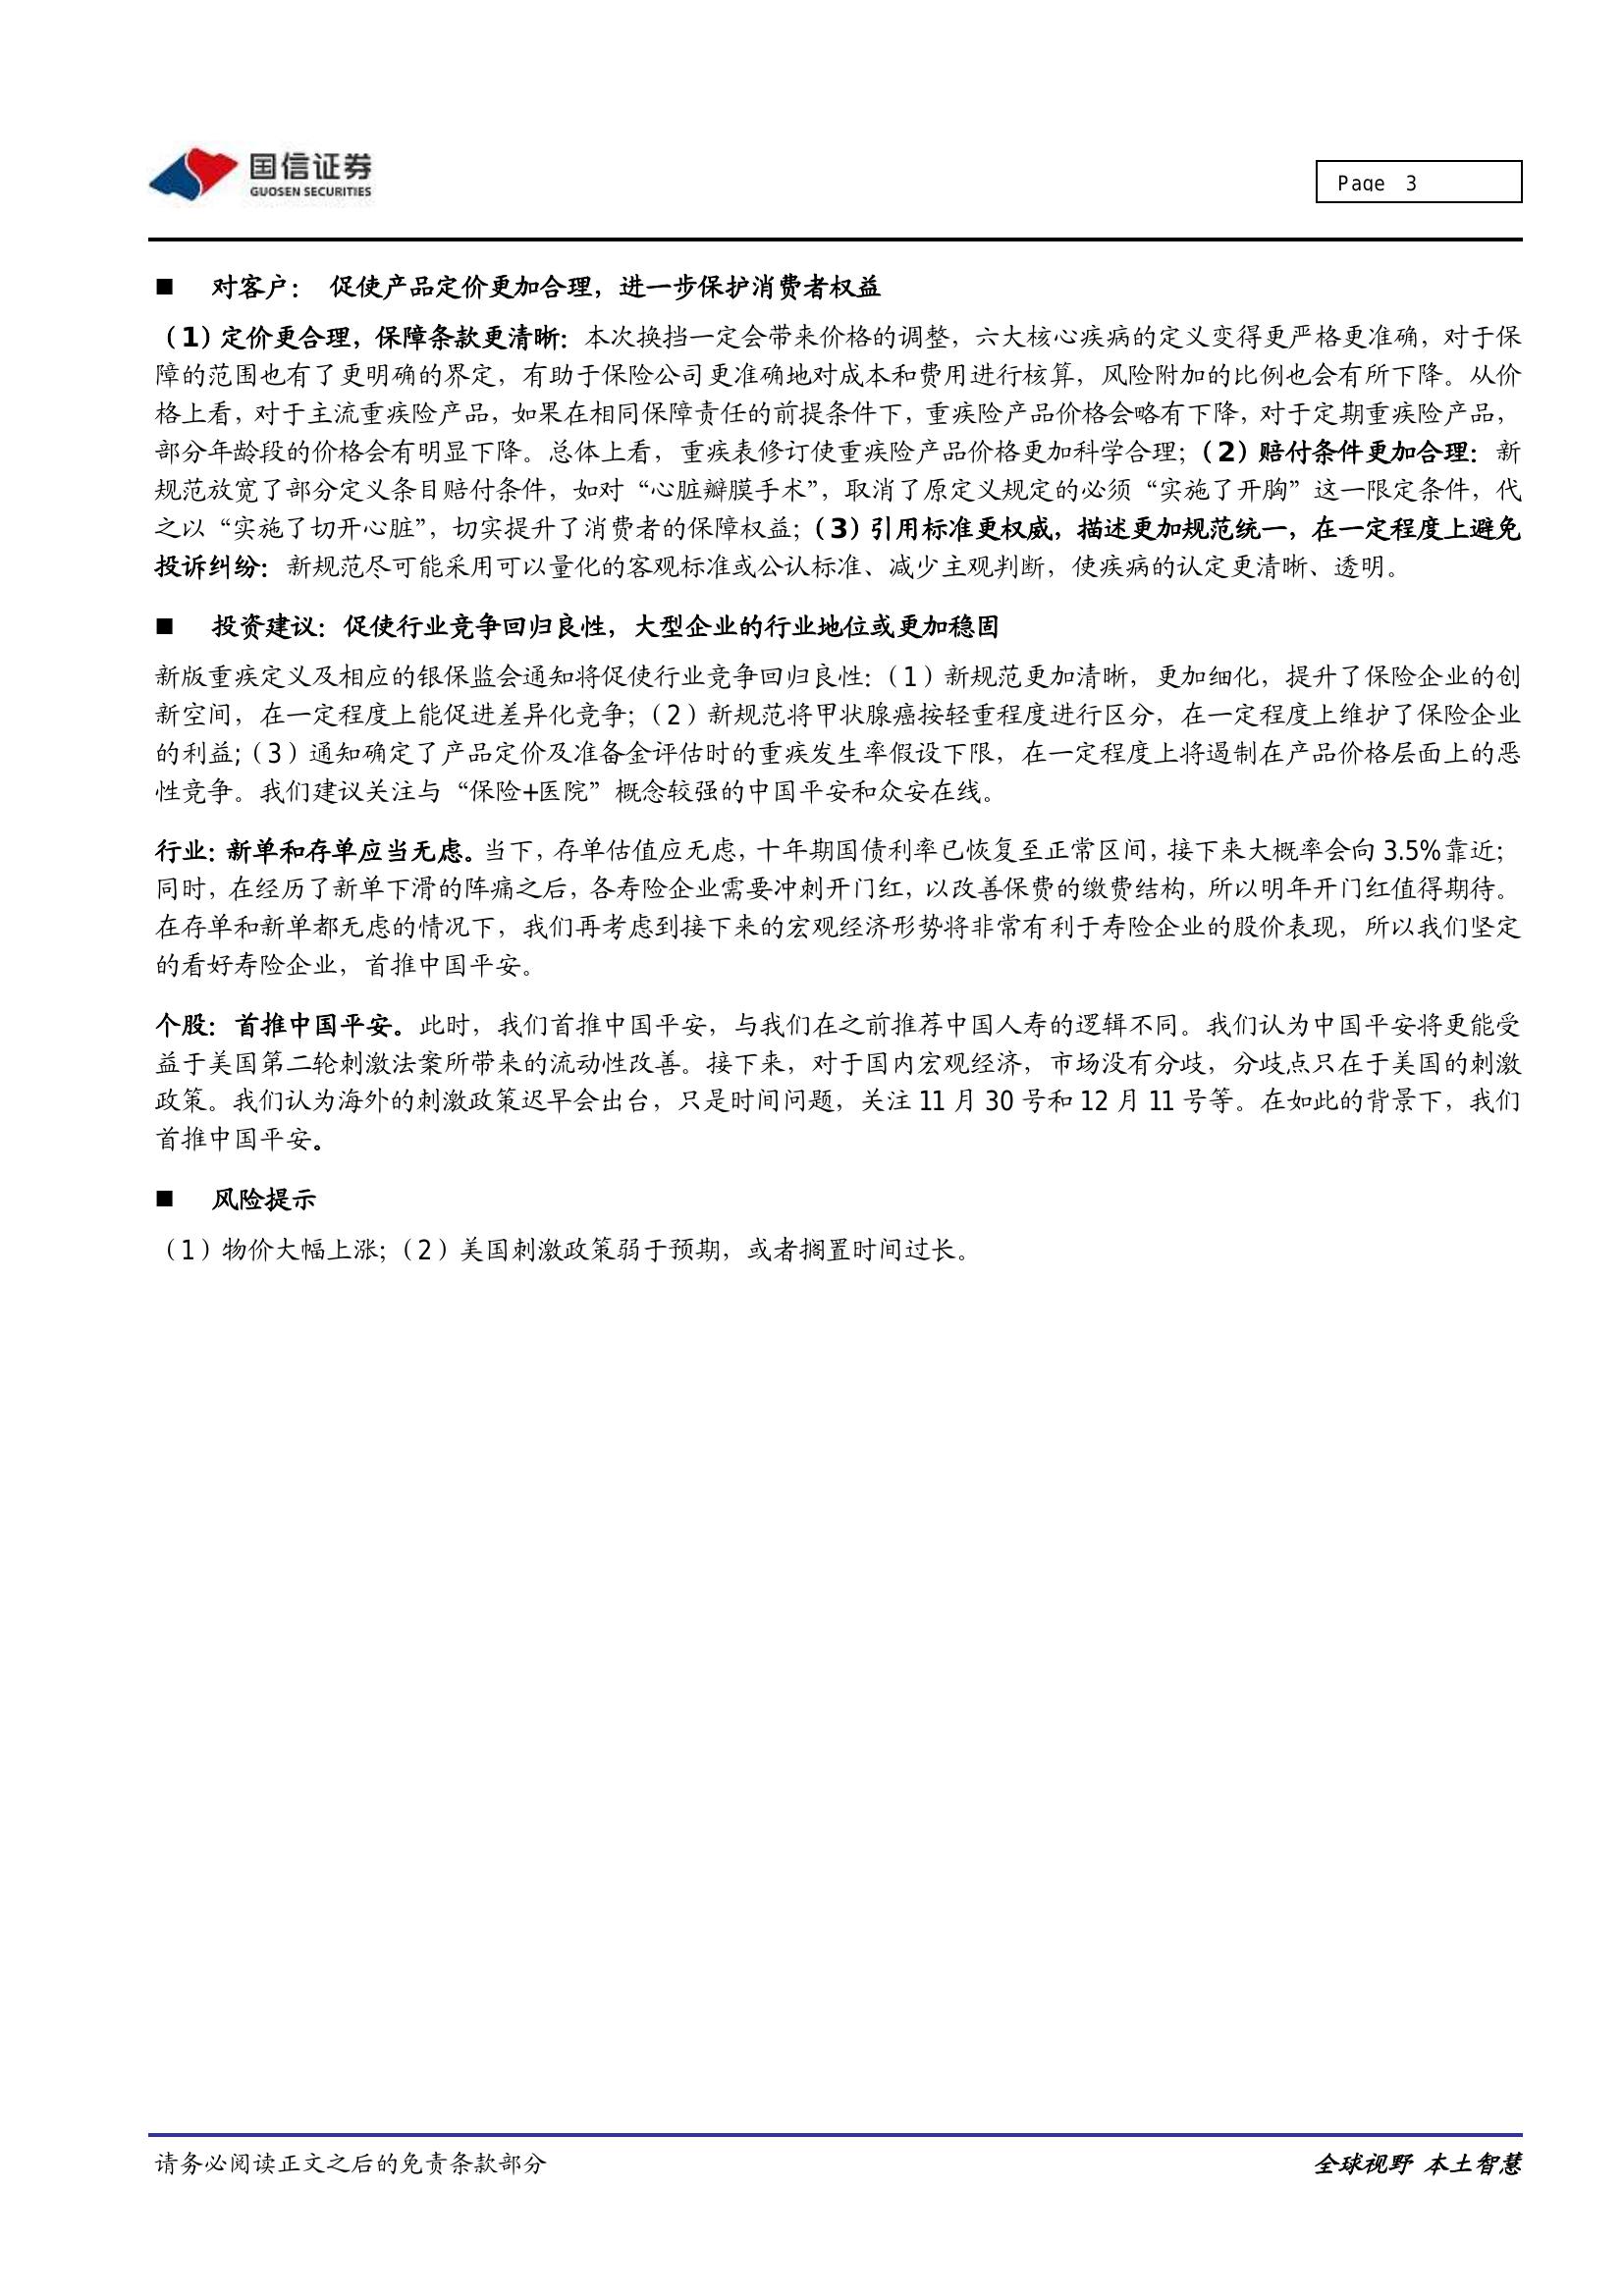 国信证券
GUOSEN SECURITIES
Page 3
■ 对客户： 促使产品定价更加合理，进一步保护消费者权益
（1）定价更合理，保障条款更清晰：本次换挡一定会带来价格的调整，六大核心疾病的定义变得更严格更准确，对于保
障的范围也有了更明确的界定，有助于保险公司更准确地对成本和费用进行核算，风险附加的比例也会有所下降。从价
格上看，对于主流重疾险产品，如果在相同保障责任的前提条件下，重疾险产品价格会略有下降，对于定期重疾险产品，
部分年龄段的价格会有明显下降。总体上看，重疾表修订使重疾险产品价格更加科学合理；（2）赔付条件更加合理：新
规范放宽了部分定义条目赔付条件，如对“心脏瓣膜手术”，取消了原定义规定的必须“实施了开胸”这一限定条件，代
之以“实施了切开心脏”，切实提升了消费者的保障权益；（3）引用标准更权威，描述更加规范统一，在一定程度上避免
投诉纠纷：新规范尽可能采用可以量化的客观标准或公认标准、减少主观判断，使疾病的认定更清晰、透明。
■ 投资建议：促使行业竞争回归良性，大型企业的行业地位或更加稳固
新版重疾定义及相应的银保监会通知将促使行业竞争回归良性：（1）新规范更加清晰，更加细化，提升了保险企业的创
新空间，在一定程度上能促进差异化竞争；（2）新规范将甲状腺癌按轻重程度进行区分，在一定程度上维护了保险企业
的利益；（3）通知确定了产品定价及准备金评估时的重疾发生率假设下限，在一定程度上将遏制在产品价格层面上的恶
性竞争。我们建议关注与“保险+医院”概念较强的中国平安和众安在线。
行业：新单和存单应当无虑。当下，存单估值应无虑，十年期国债利率已恢复至正常区间，接下来大概率会向 3.5%靠近；
同时，在经历了新单下滑的阵痛之后，各寿险企业需要冲刺开门红，以改善保费的缴费结构，所以明年开门红值得期待。
在存单和新单都无虑的情况下，我们再考虑到接下来的宏观经济形势将非常有利于寿险企业的股价表现，所以我们坚定
的看好寿险企业，首推中国平安。
个股：首推中国平安。此时，我们首推中国平安，与我们在之前推荐中国人寿的逻辑不同。我们认为中国平安将更能受
益于美国第二轮刺激法案所带来的流动性改善。接下来，对于国内宏观经济，市场没有分歧，分歧点只在于美国的刺激
政策。我们认为海外的刺激政策迟早会出台，只是时间问题，关注 11 月 30 号和 12 月 11 号等。在如此的背景下，我们
首推中国平安。
■ 风险提示
（1）物价大幅上涨；（2）美国刺激政策弱于预期，或者搁置时间过长。
请务必阅读正文之后的免责条款部分
全球视野 本土智慧